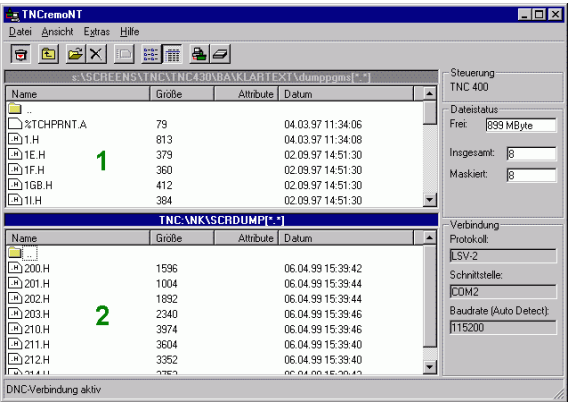 TNCremoNT
Datei Ansicht Extras Hilfe
s:\SCREENS\TNC\TNC430\BA\KLARTEXT\dumppgms[*.*]
Name Größe Attribute Datum
..
%TCHPRNT.A 79 04.03.97 11:34:06
1.H 813 04.03.97 11:34:08
1E.H 379 02.09.97 14:51:30
1F.H 360 02.09.97 14:51:30
1GB.H 412 02.09.97 14:51:30
1I.H 384 02.09.97 14:51:30
1
TNC:\NK\SCRDUMP[*.*]
Name Größe Attribute Datum
..
200.H 1596 06.04.99 15:39:42
201.H 1004 06.04.99 15:39:44
202.H 1892 06.04.99 15:39:44
203.H 2340 06.04.99 15:39:46
210.H 3974 06.04.99 15:39:46
211.H 3604 06.04.99 15:39:40
212.H 3352 06.04.99 15:39:40
2
Steuerung
TNC 400
Dateistatus
Frei: 899 MByte
Insgesamt: 8
Maskiert: 8
Verbindung
Protokoll:
LSV-2
Schnittstelle:
COM2
Baudrate (Auto Detect):
115200
DNC-Verbindung aktiv